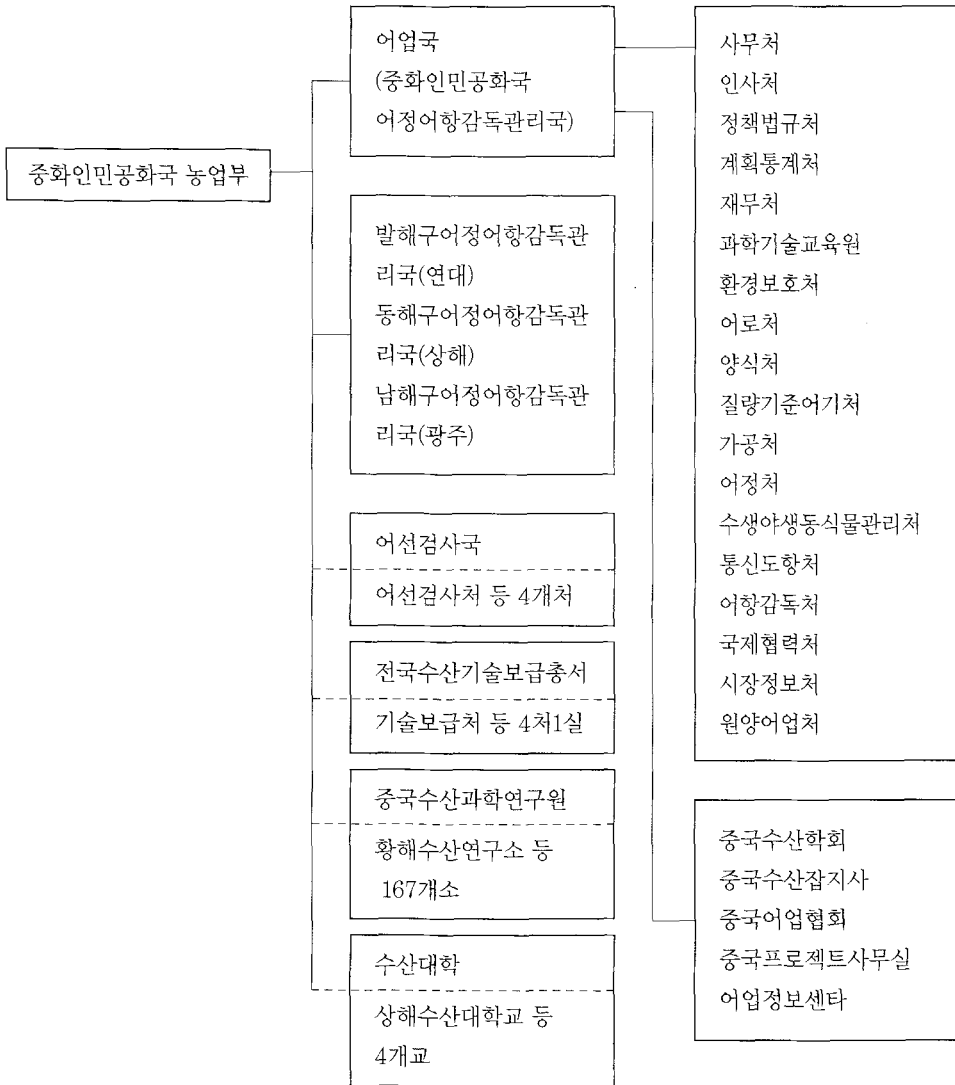 중화인민공화국 농업부
어업국
(중화인민공화국
어정어항감독관리국)
발해구어정어항감독관
리국(연대)
동해구어정어항감독관
리국(상해)
남해구어정어항감독관
리국(광주)
어선검사국
어선검사처 등 4개처
전국수산기술보급총서
기술보급처 등 4처1실
중국수산과학연구원
황해수산연구소 등
167개소
수산대학
상해수산대학교 등
4개교
사무처
인사처
정책법규처
계획통계처
재무처
과학기술교육원
환경보호처
어로처
양식처
질량기준어기처
가공처
어정처
수생야생동식물관리처
통신도항처
어항감독처
국제협력처
시장정보처
원양어업처
중국수산학회
중국수산잡지사
중국어업협회
중국프로젝트사무실
어업정보센타